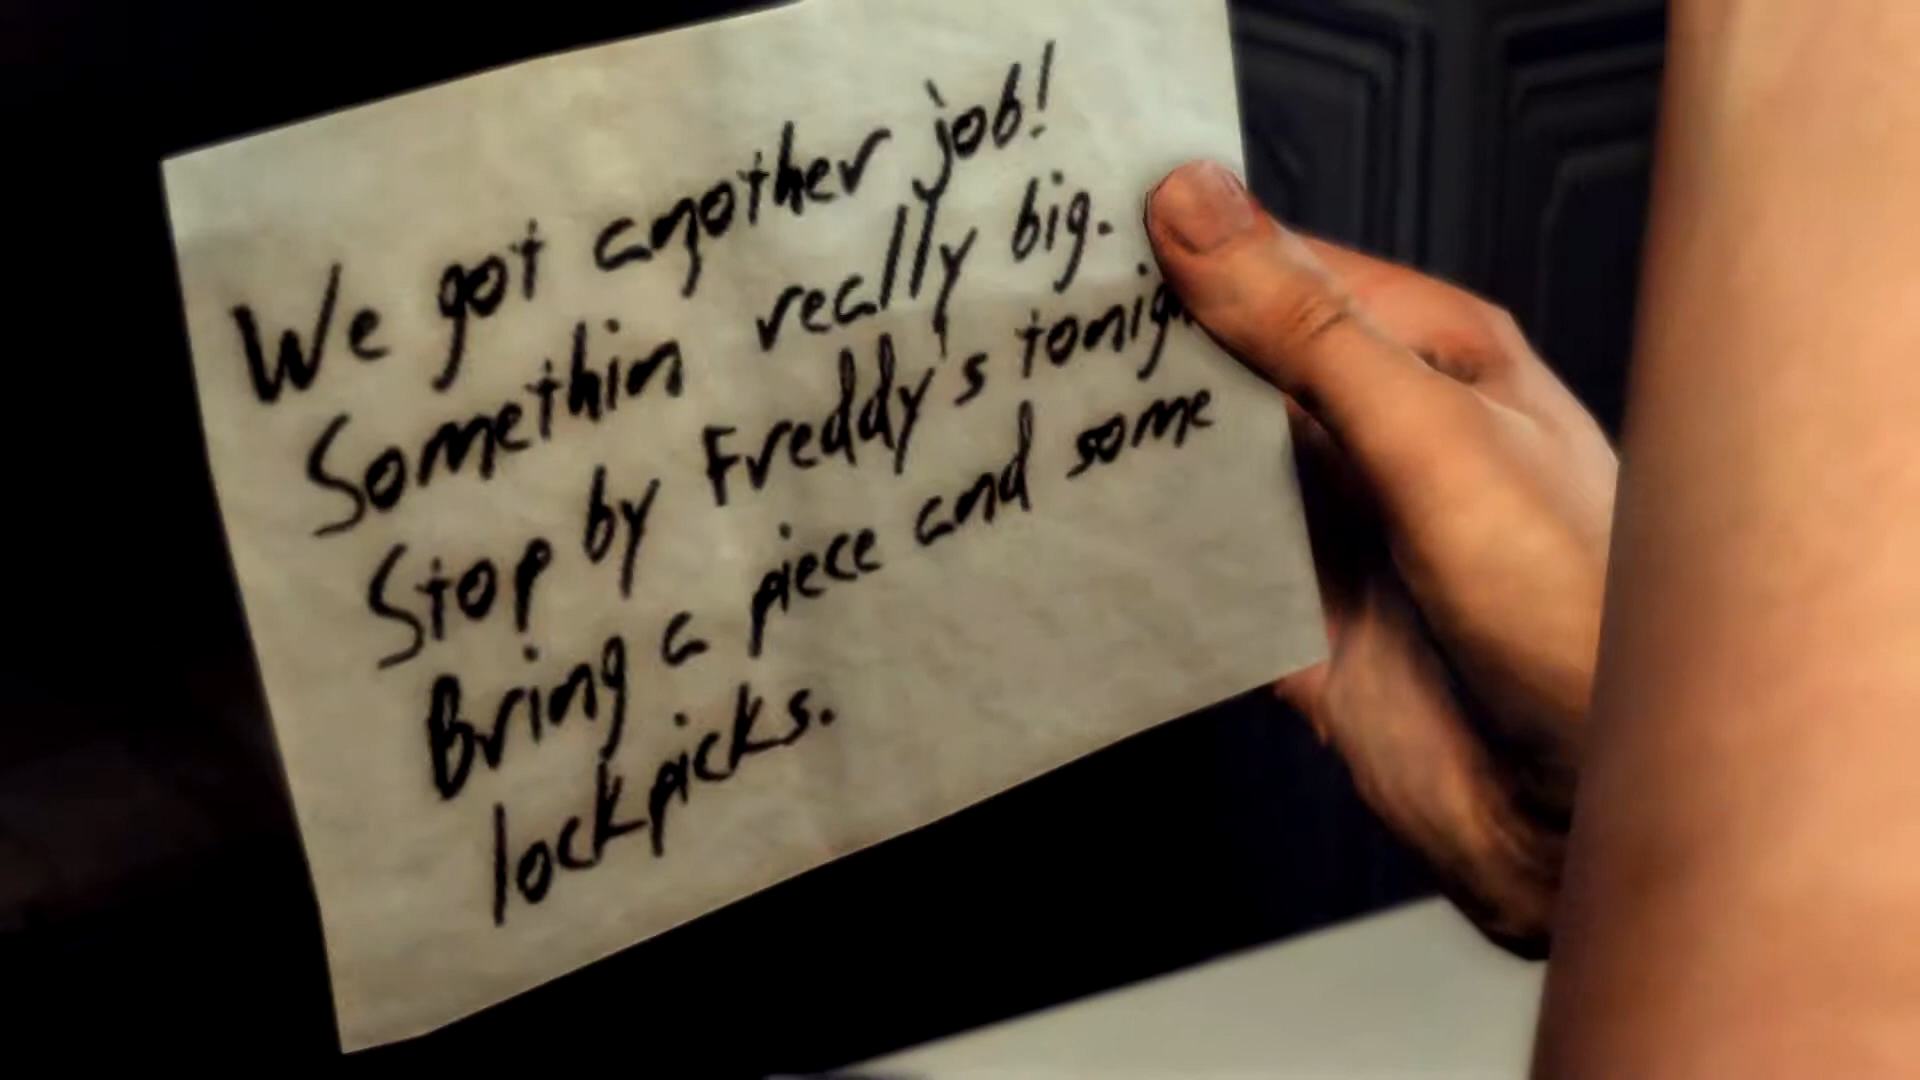 We got another job!
Somethin really big.
Stop by Freddy's
Bring a piece and some
lockpicks.